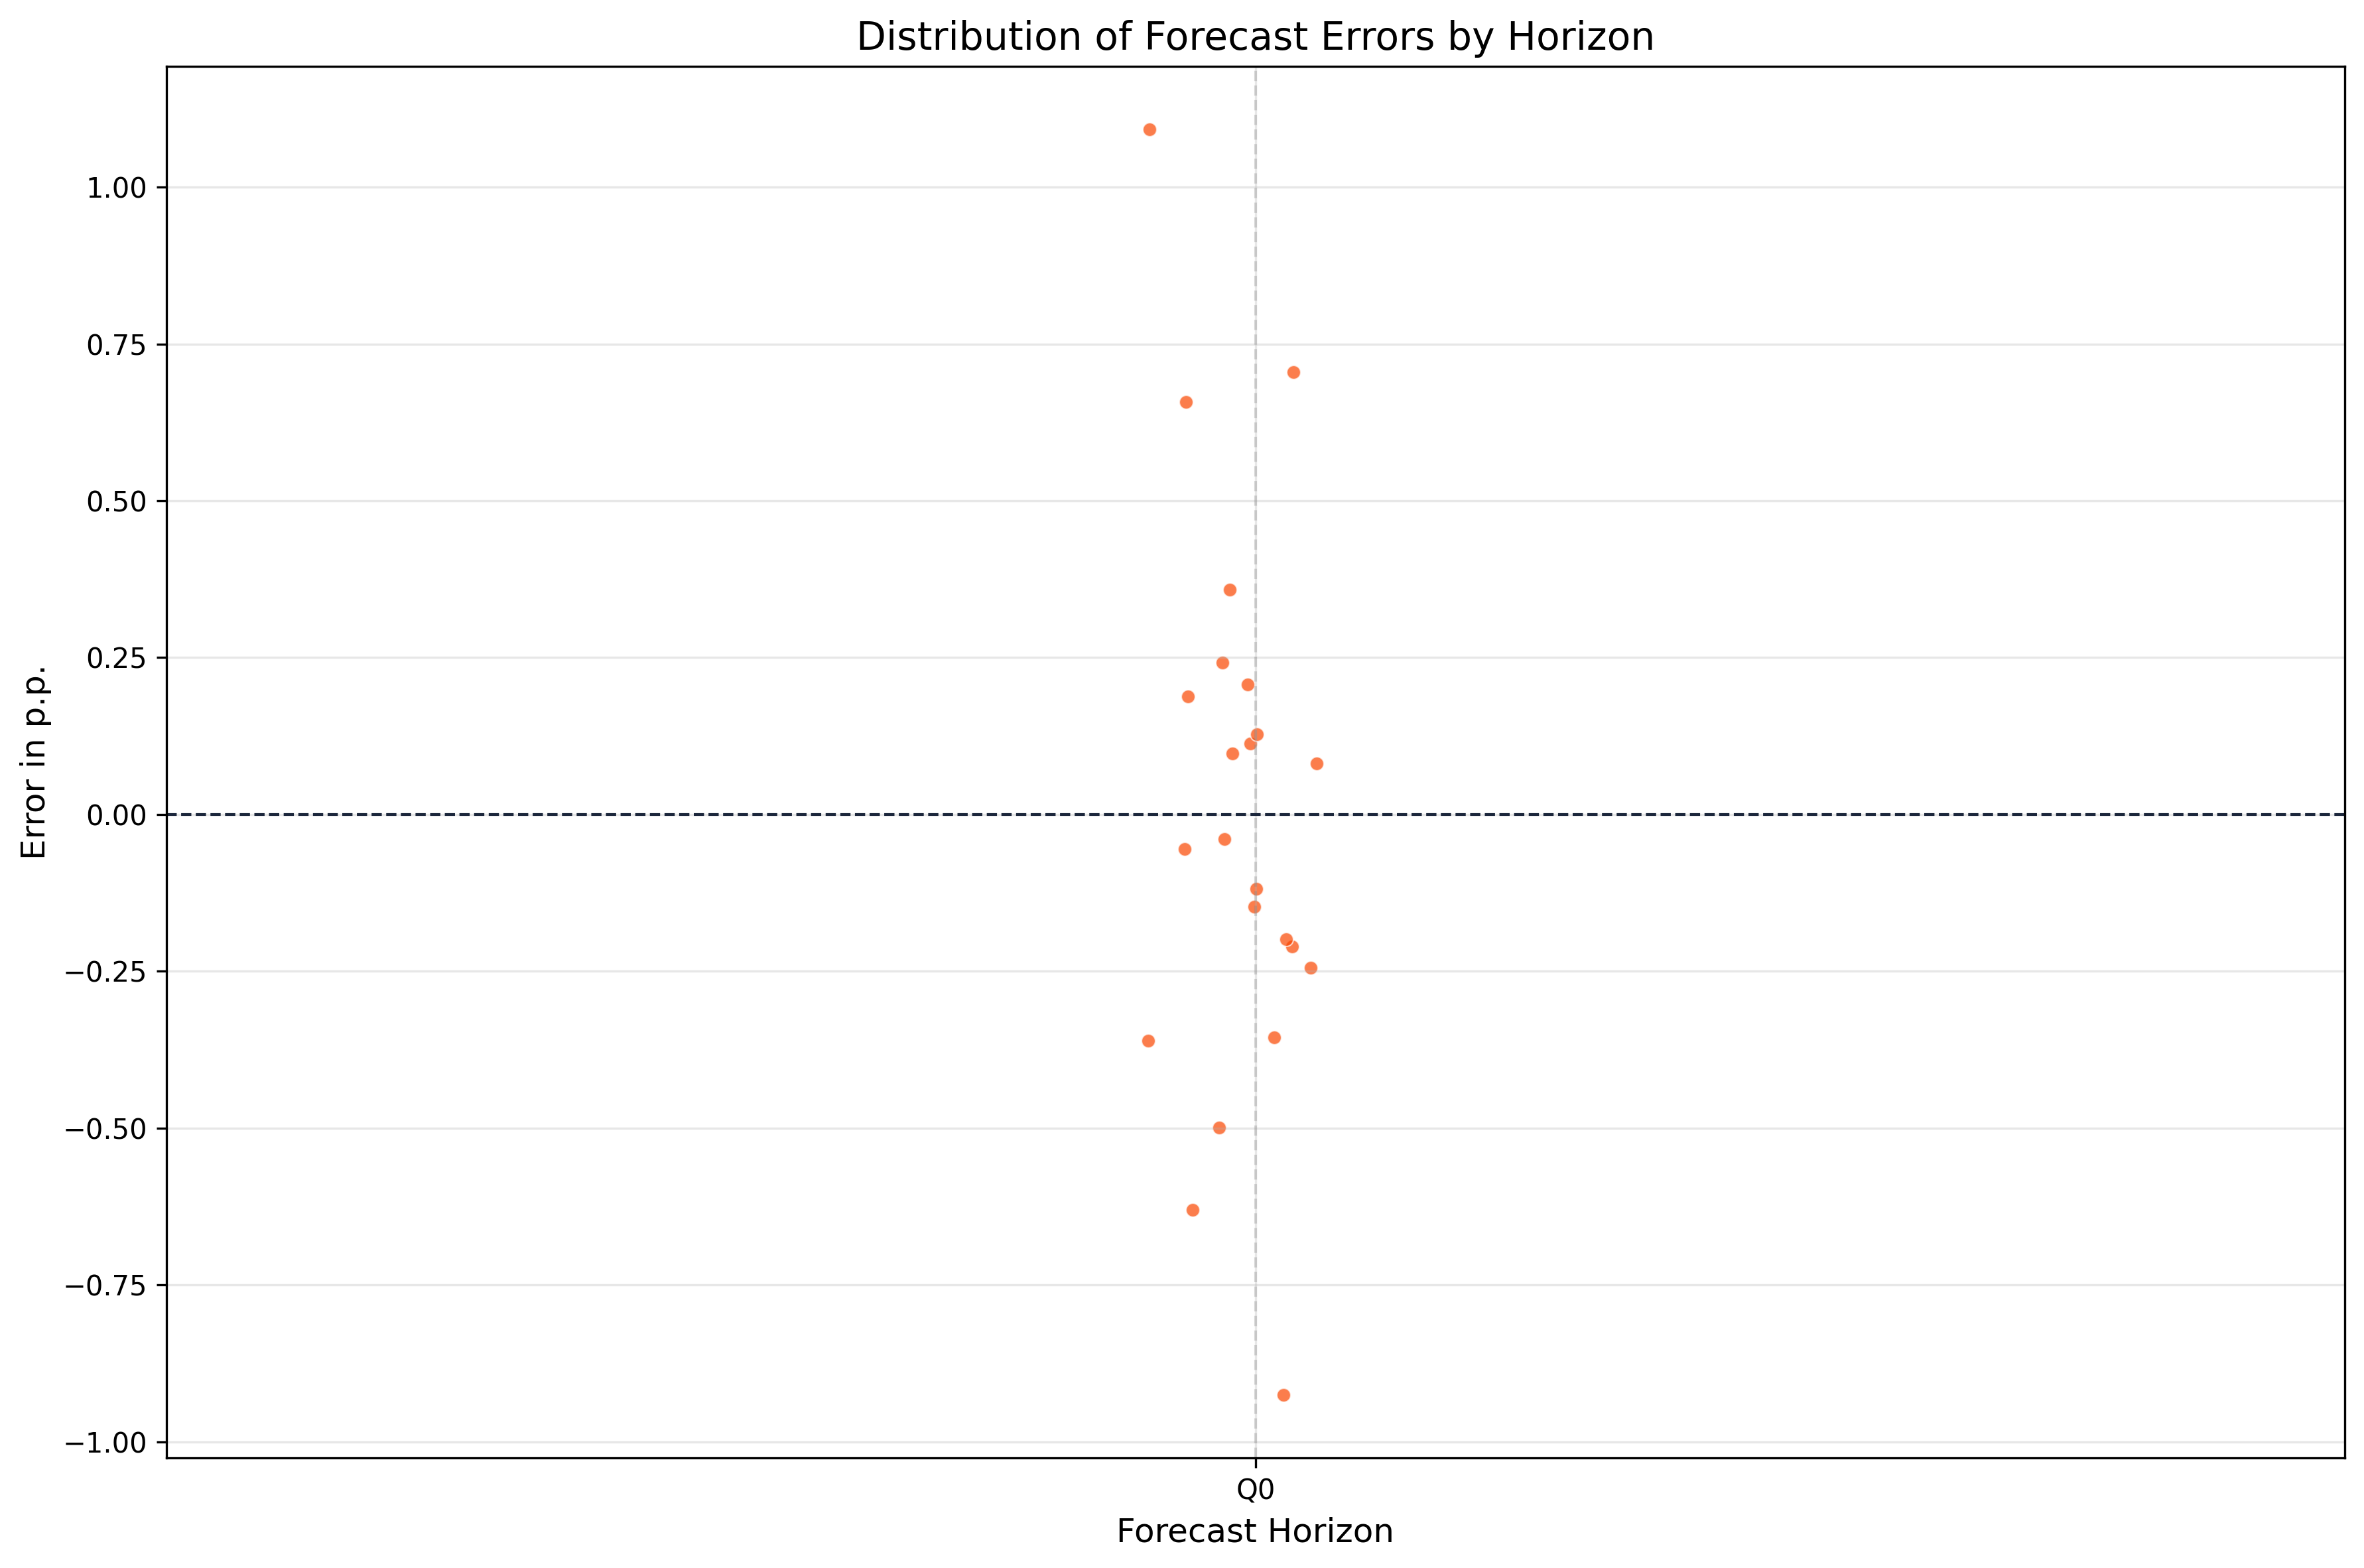 Distribution of Forecast Errors by Horizon
1.00
0.75
0.50
0.25
0.00
−0.25
−0.50
−0.75
−1.00
Error in p.p.
Q0
Forecast Horizon